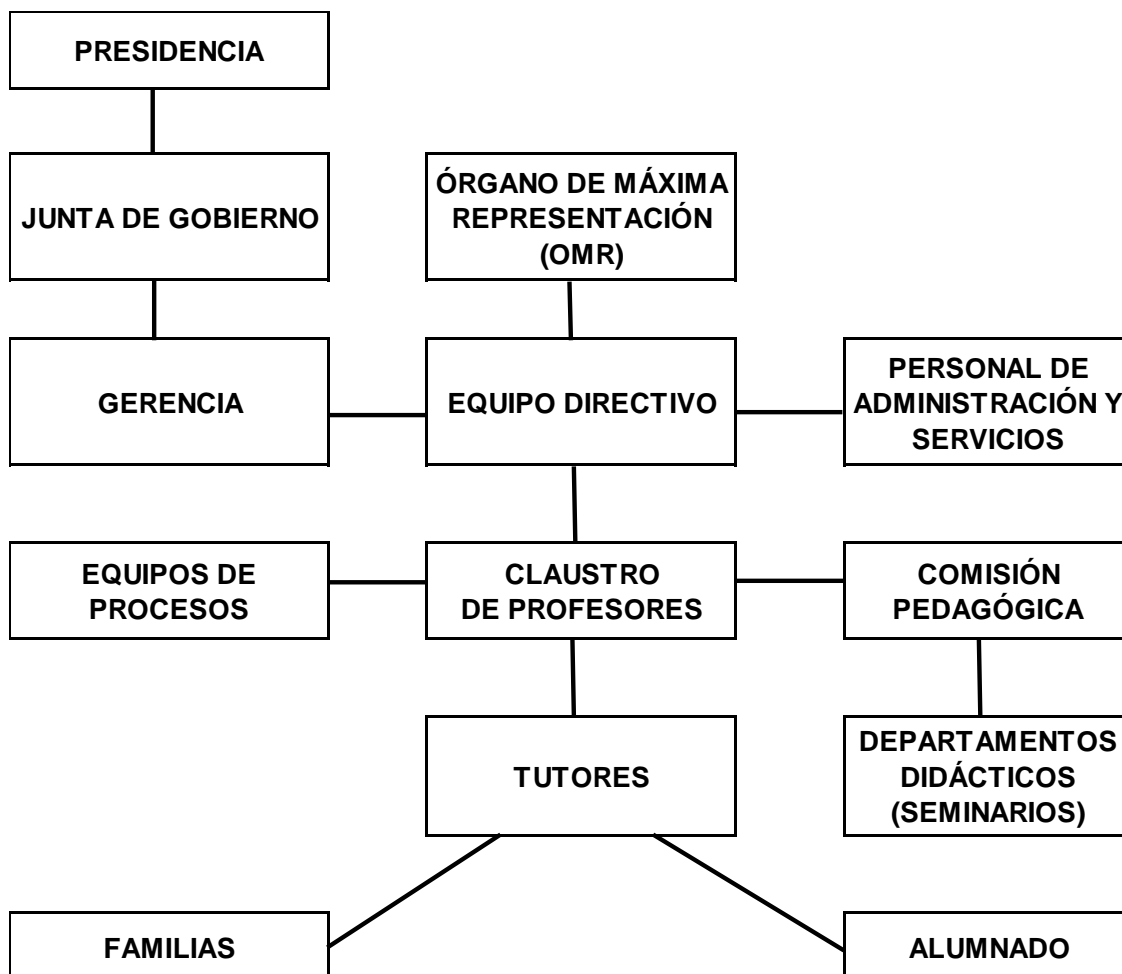 PRESIDENCIA
JUNTA DE GOBIERNO
ÓRGANO DE MÁXIMA
REPRESENTACIÓN
(OMR)
GERENCIA
EQUIPO DIRECTIVO
PERSONAL DE
ADMINISTRACIÓN Y
SERVICIOS
EQUIPOS DE
PROCESOS
CLAUSTRO
DE PROFESORES
COMISIÓN
PEDAGÓGICA
TUTORES
DEPARTAMENTOS
DIDÁCTICOS
(SEMINARIOS)
FAMILIAS
ALUMNADO